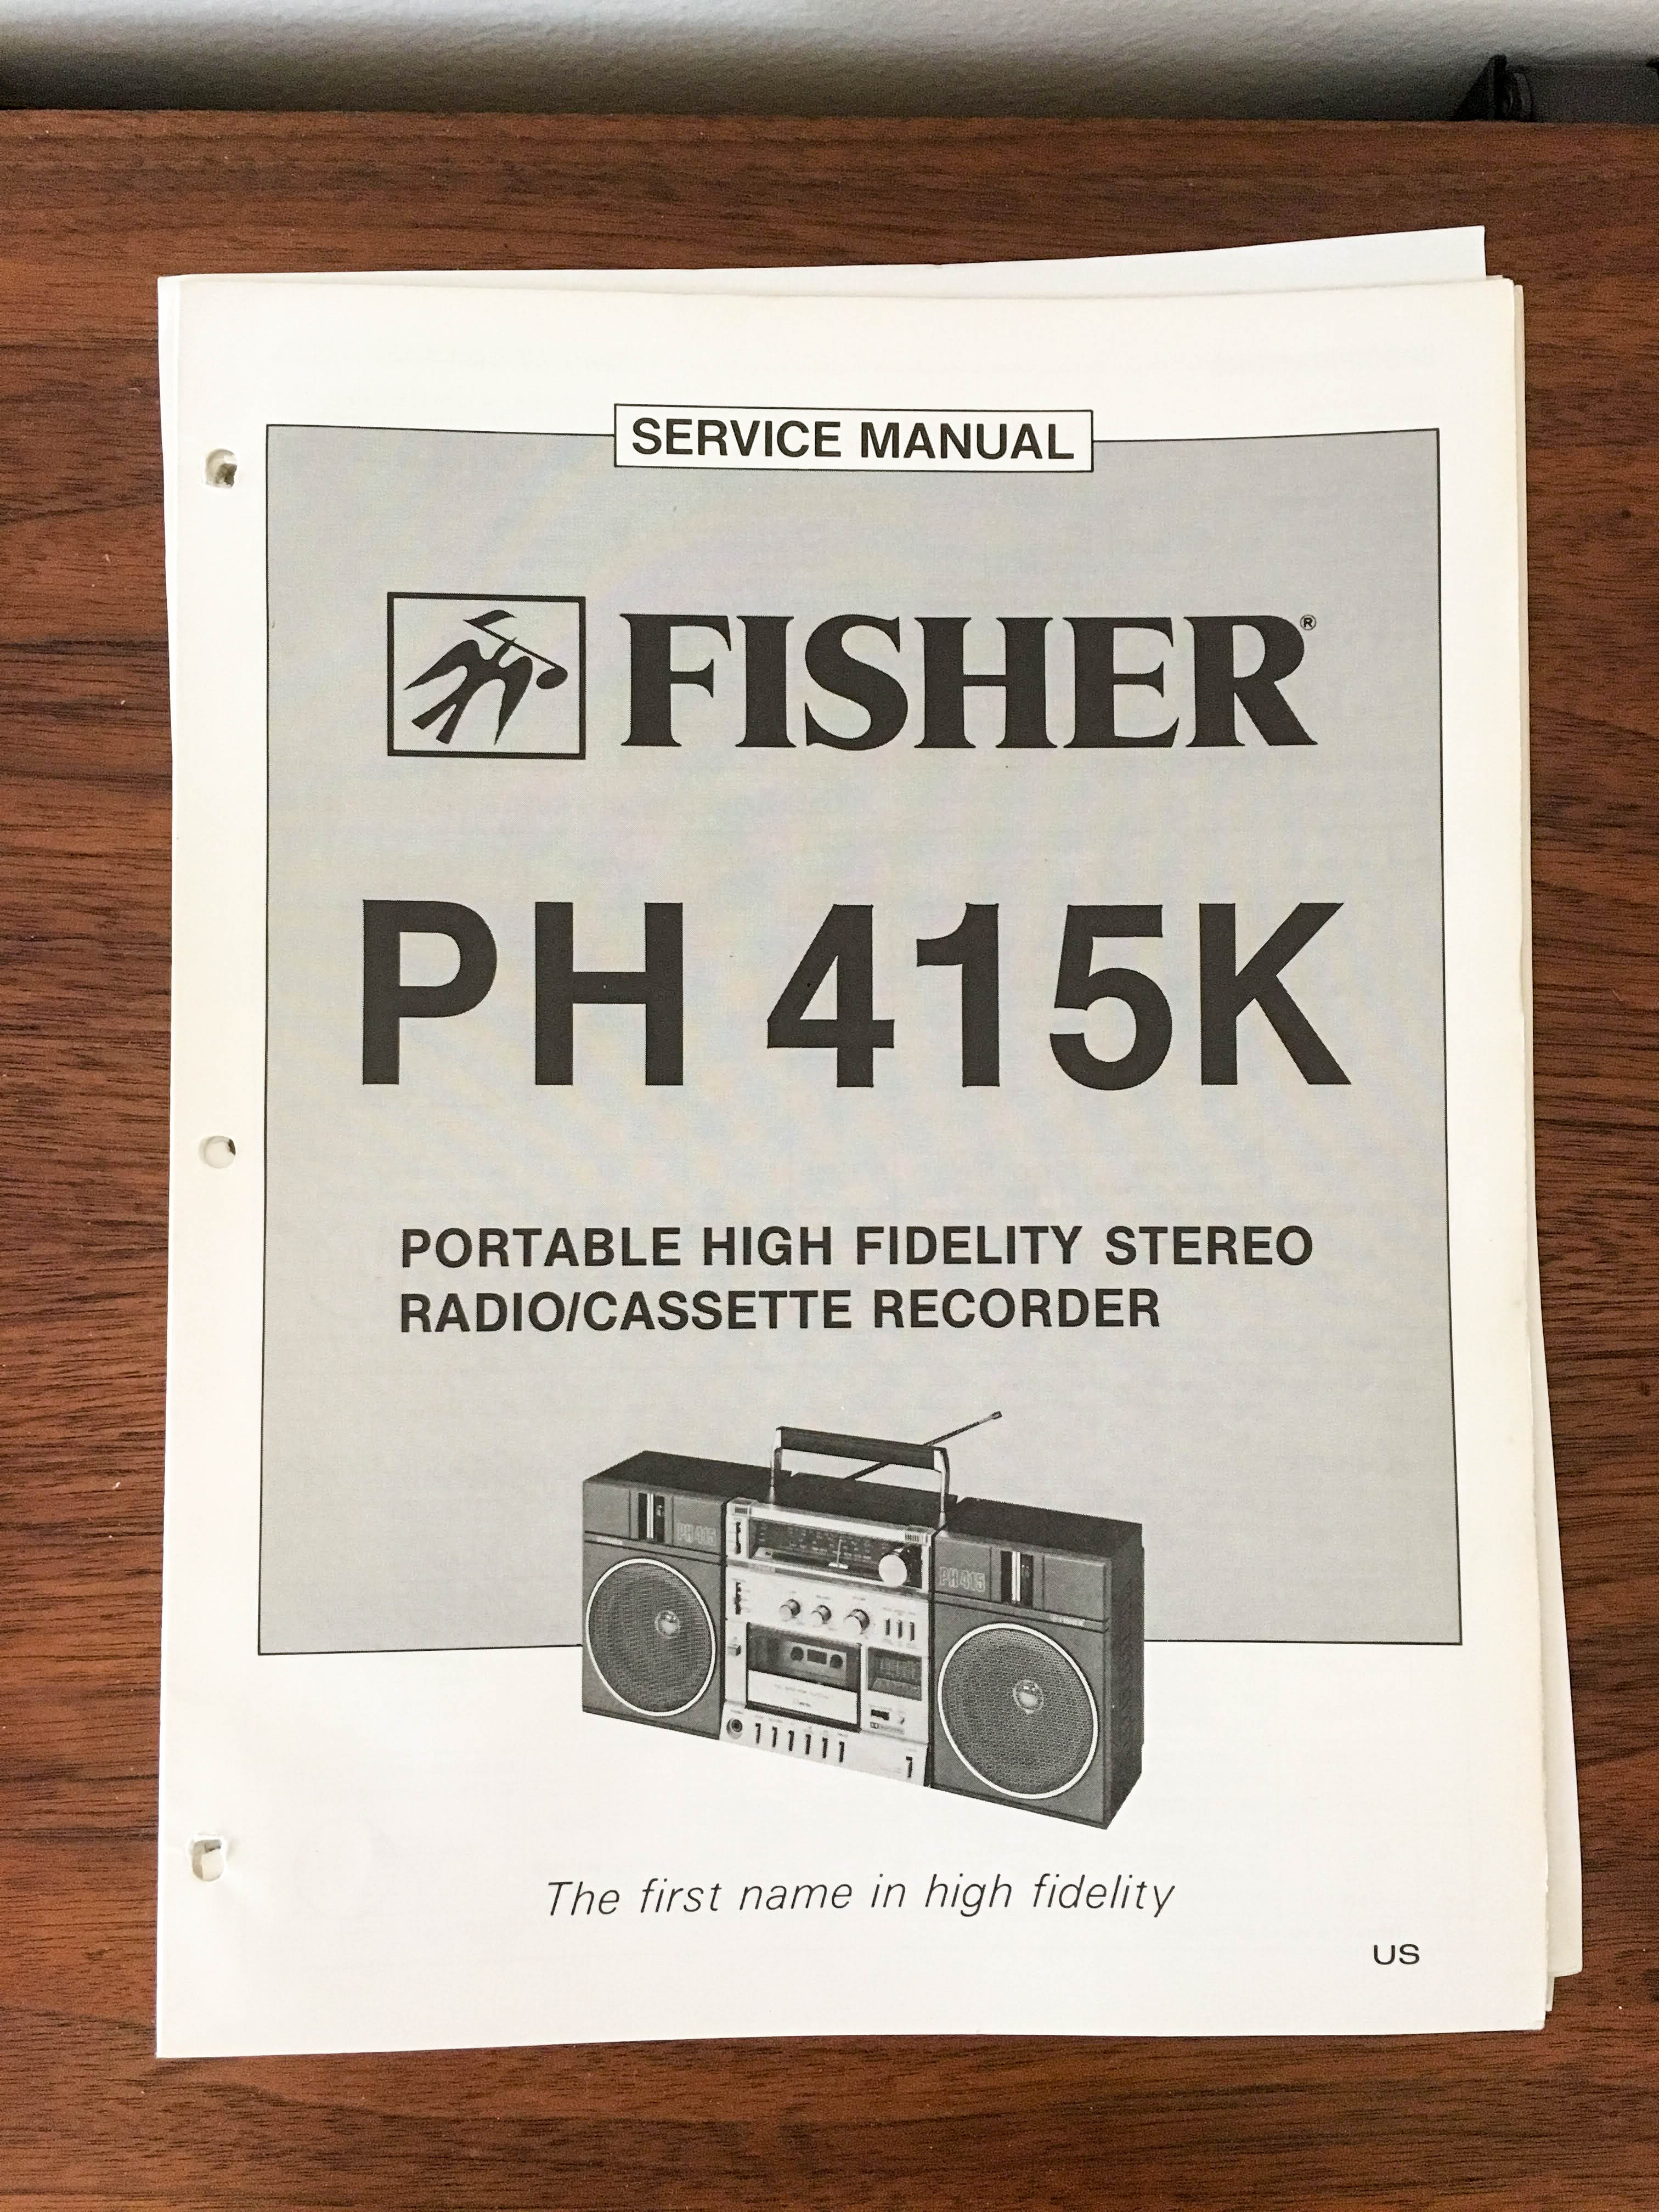 SERVICE MANUAL
FISHER®
PH 415K
PORTABLE HIGH FIDELITY STEREO
RADIO/CASSETTE RECORDER
PH 415
PH 415
The first name in high fidelity
US